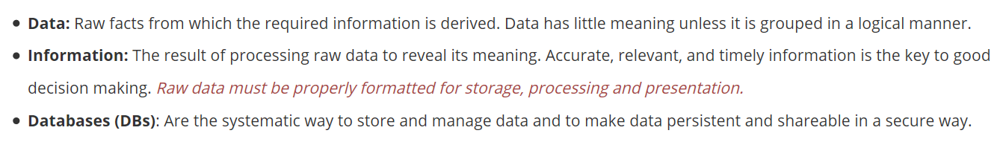 • Data: Raw facts from which the required information is derived. Data has little meaning unless it is grouped in a logical manner.
• Information: The result of processing raw data to reveal its meaning. Accurate, relevant, and timely information is the key to good
decision making. Raw data must be properly formatted for storage, processing and presentation.
• Databases (DBs): Are the systematic way to store and manage data and to make data persistent and shareable in a secure way.